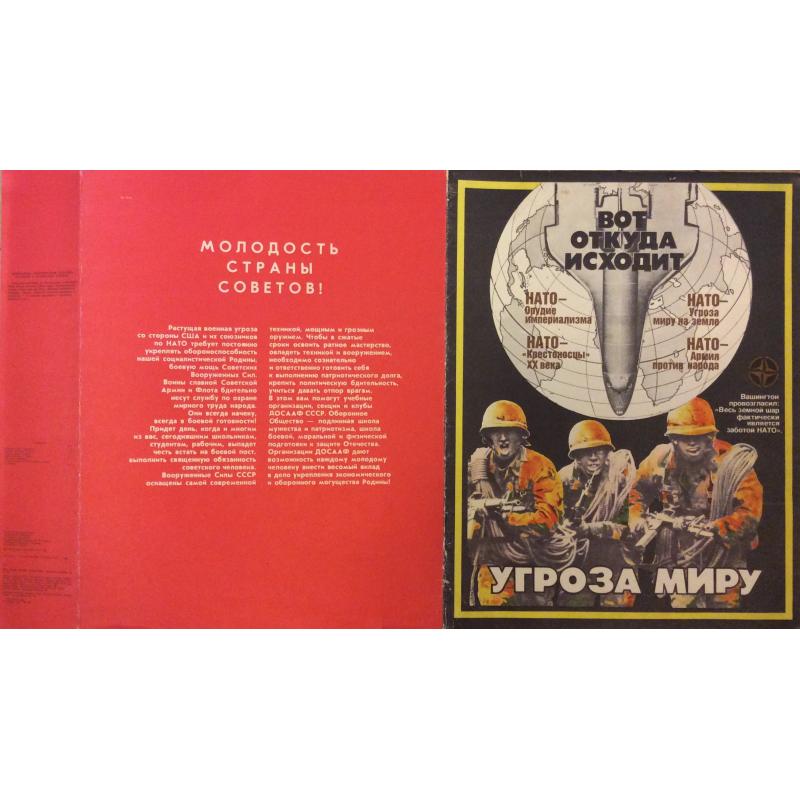 МОЛОДОСТЬ
СТРАНЫ
СОВЕТОВ!
Растущая военная угроза
со стороны США и их союзников
по НАТО требует постоянно
укреплять обороноспособность
нашей социалистической Родины,
боевую мощь Советских
Вооруженных Сил.
Воины славной Советской
Армии и Флота бдительно
несут службу по охране
мирного труда народа.
Они всегда начеку,
всегда в боевой готовности!
Придет день, когда и многим
из вас, сегодняшним школьникам,
студентам, рабочим, выпадет
честь встать на боевой пост,
выполнить священную обязанность
советского человека.
Вооруженные Силы СССР
оснащены самой современной
техникой, мощным и грозным
оружием. Чтобы в сжатые
сроки освоить ратное мастерство,
овладеть техникой и вооружением,
необходимо сознательно
и ответственно готовить себя
к выполнению патриотического долга,
крепить политическую бдительность,
учиться давать отпор врагам.
В этом вам помогут учебные
организации, секции и клубы
ДОСААФ СССР. Оборонное
Общество — подлинная школа
мужества и патриотизма, школа
боевой, моральной и физической
подготовки к защите Отечества.
Организации ДОСААФ дают
возможность каждому молодому
человеку внести весомый вклад
в дело укрепления экономического
и оборонного могущества Родины!
ВОТ
ОТКУДА
ИСХОДИТ
НАТО–
Орудие
империализма
НАТО–
Угроза
миру на земле
НАТО–
«Крестоносцы»
XX века
НАТО–
Армия
против народа
Вашингтон
провозгласил:
«Весь земной шар
фактически
является
заботой НАТО».
УГРОЗА МИРУ